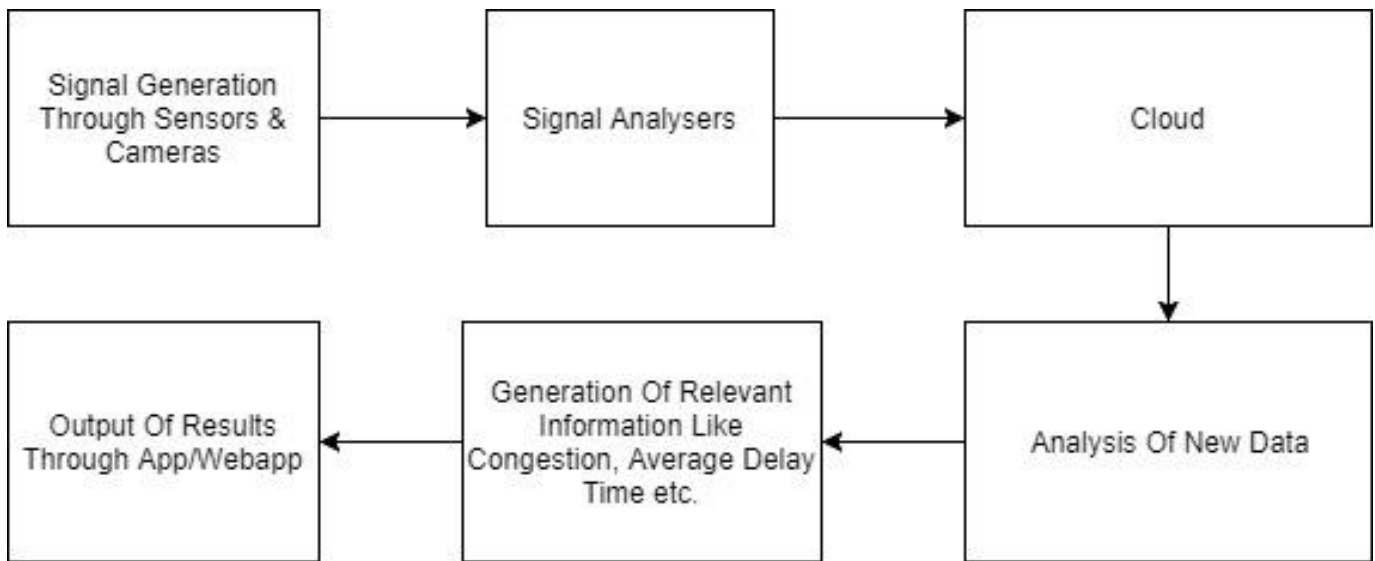 Signal Generation
Through Sensors &
Cameras
Signal Analysers
Cloud
Output Of Results
Through App/Webapp
Generation Of Relevant
Information Like
Congestion, Average Delay
Time etc.
Analysis Of New Data